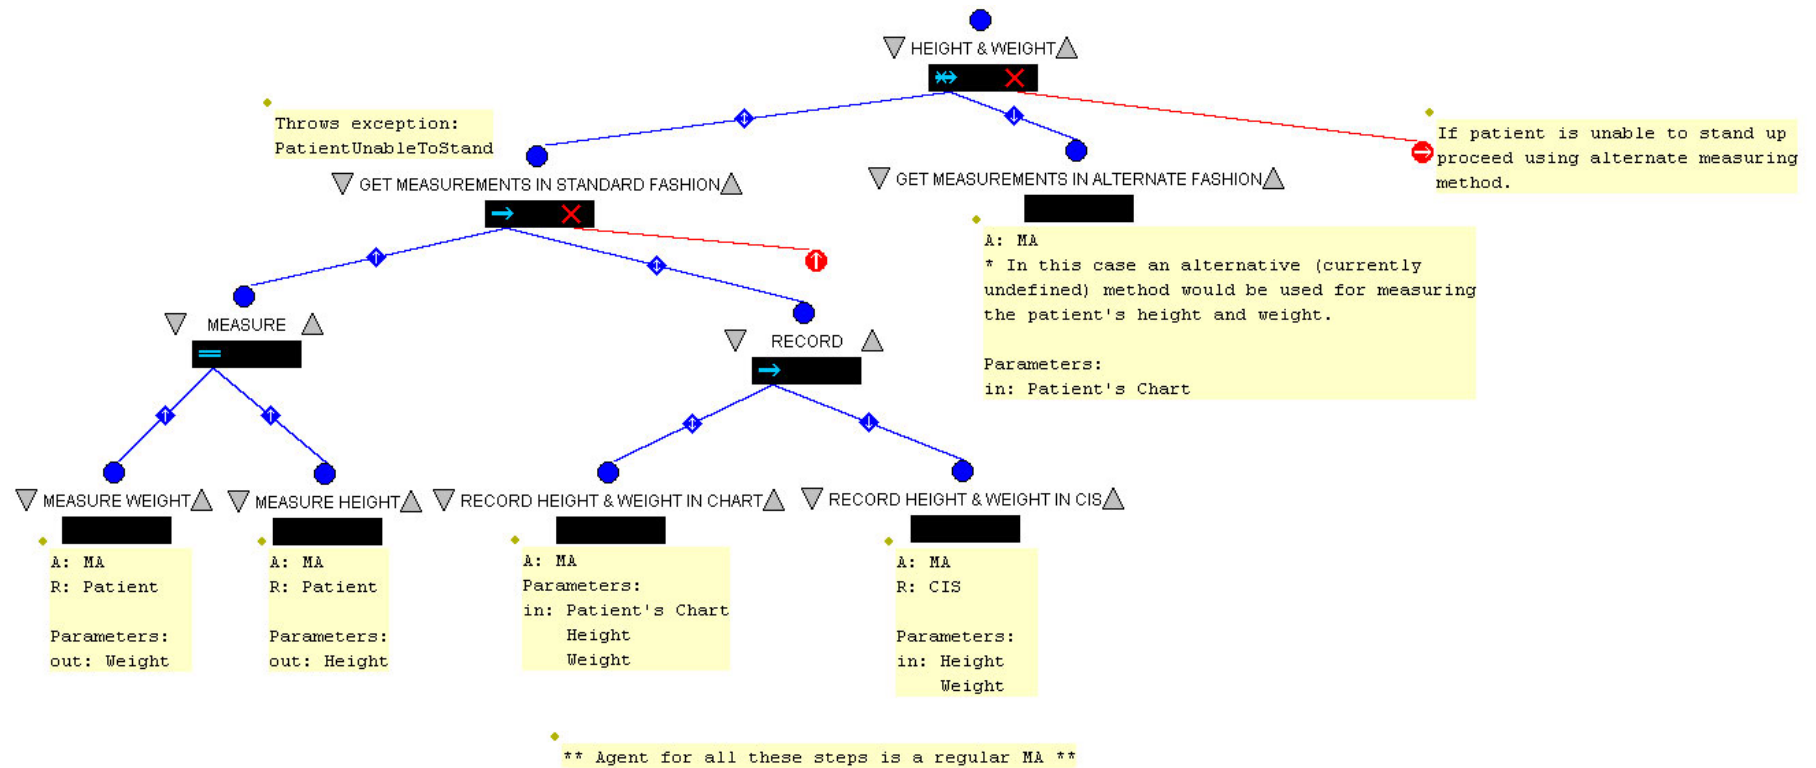 HEIGHT & WEIGHT
Throws exception:
PatientUnableToStand
If patient is unable to stand up
proceed using alternate measuring
method.
GET MEASUREMENTS IN STANDARD FASHION
GET MEASUREMENTS IN ALTERNATE FASHION
A: MA
* In this case an alternative (currently
undefined) method would be used for measuring
the patient's height and weight.
Parameters:
in: Patient's Chart
MEASURE
RECORD
MEASURE WEIGHT
MEASURE HEIGHT
RECORD HEIGHT & WEIGHT IN CHART
RECORD HEIGHT & WEIGHT IN CIS
A: MA
R: Patient
Parameters:
out: Weight
A: MA
R: Patient
Parameters:
out: Height
A: MA
Parameters:
in: Patient's Chart
Height
Weight
A: MA
R: CIS
Parameters:
in: Height
Weight
** Agent for all these steps is a regular MA **